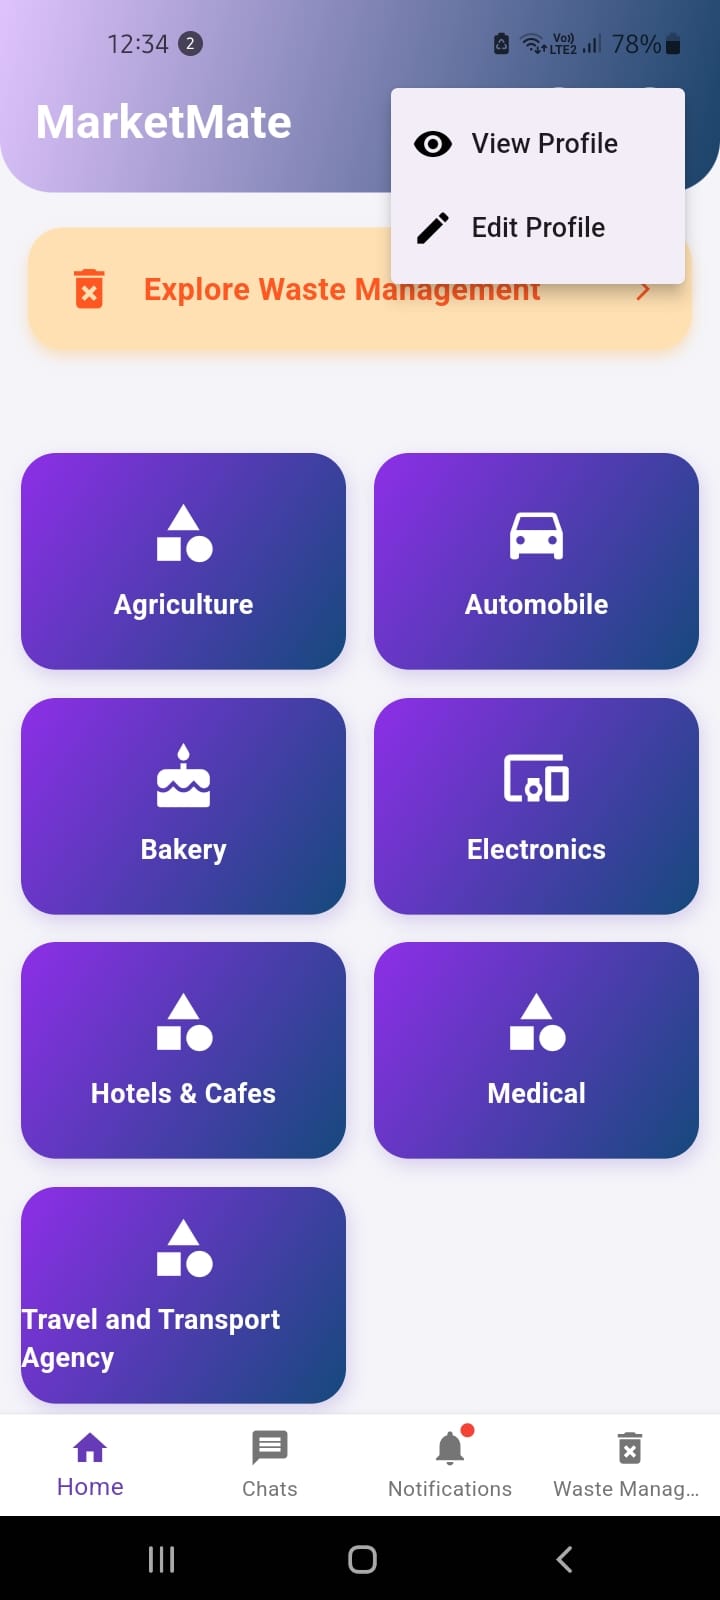 12:34 2 Vo)) LTE2 78%
MarketMate
View Profile
Edit Profile
Explore Waste Management
Agriculture
Automobile
Bakery
Electronics
Hotels & Cafes
Medical
Travel and Transport
Agency
Home
Chats
Notifications
Waste Manag...